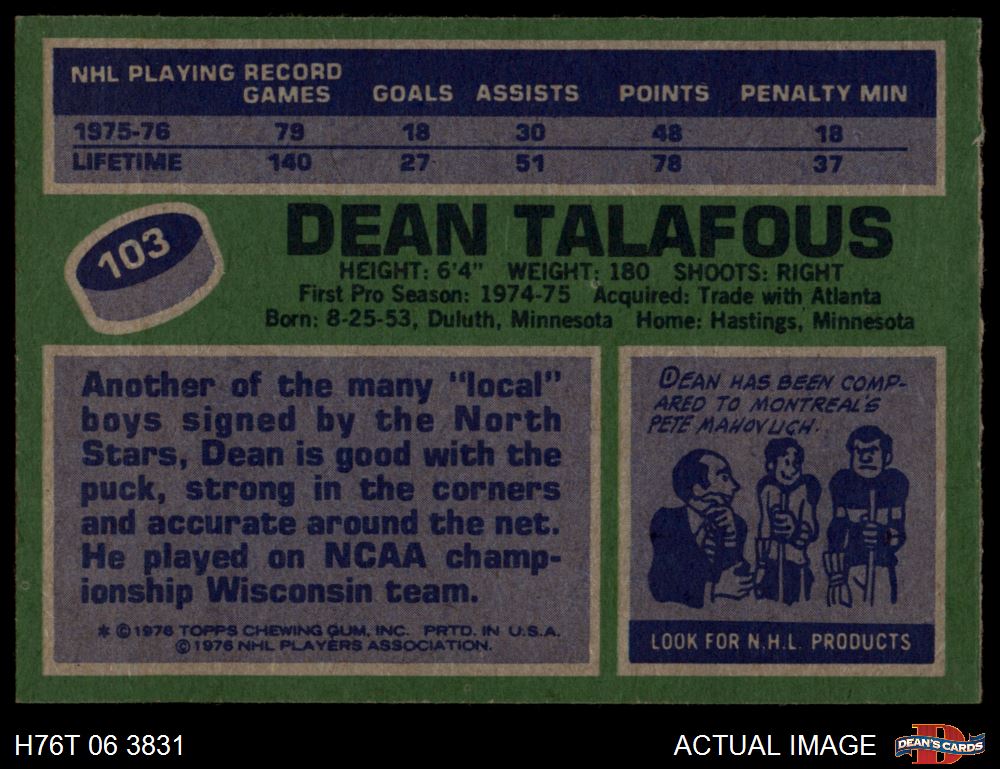 NHL PLAYING RECORD
GAMES GOALS ASSISTS POINTS PENALTY MIN
1975-76 79 18 30 48 18
LIFETIME 140 27 51 78 37
103
DEAN TALAFOUS
HEIGHT: 6'4" WEIGHT: 180 SHOOTS: RIGHT
First Pro Season: 1974-75 Acquired: Trade with Atlanta
Born: 8-25-53, Duluth, Minnesota Home: Hastings, Minnesota
Another of the many "local"
boys signed by the North
Stars, Dean is good with the
puck, strong in the corners
and accurate around the net.
He played on NCAA champ-
ionship Wisconsin team.
* © 1976 TOPPS CHEWING GUM, INC. PRTD. IN U.S.A.
© 1976 NHL PLAYERS ASSOCIATION.
DEAN HAS BEEN COMP-
ARED TO MONTREAL'S
PETE MAHOVLICH.
LOOK FOR N.H.L. PRODUCTS
H76T 06 3831
ACTUAL IMAGE
D
DEAN'S CARDS